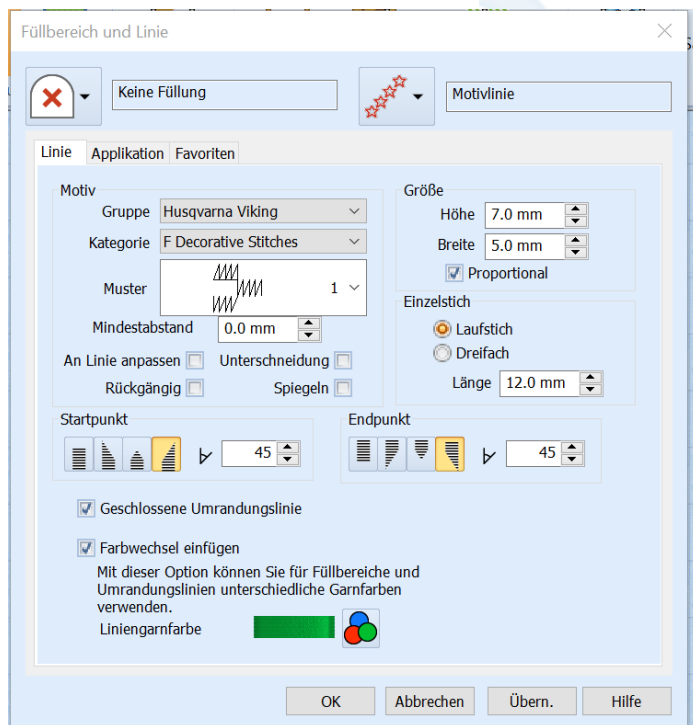 Füllbereich und Linie
Keine Füllung
Motivlinie
Linie Applikation Favoriten
Motiv
Gruppe Husqvarna Viking
Kategorie F Decorative Stitches
Muster 1
Mindestabstand 0.0 mm
An Linie anpassen Unterschneidung
Rückgängig Spiegeln
Größe
Höhe 7.0 mm
Breite 5.0 mm
Proportional
Einzelstich
Laufstich
Dreifach
Länge 12.0 mm
Startpunkt
45
Endpunkt
45
Geschlossene Umrandungslinie
Farbwechsel einfügen
Mit dieser Option können Sie für Füllbereiche und
Umrandungslinien unterschiedliche Garnfarben
verwenden.
Liniengarnfarbe
OK Abbrechen Übern. Hilfe